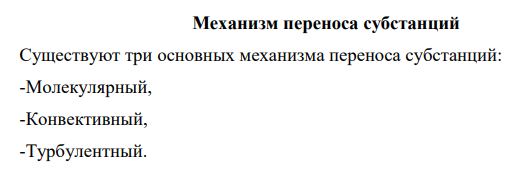 Механизм переноса субстанций
Существуют три основных механизма переноса субстанций:
-Молекулярный,
-Конвективный,
-Турбулентный.